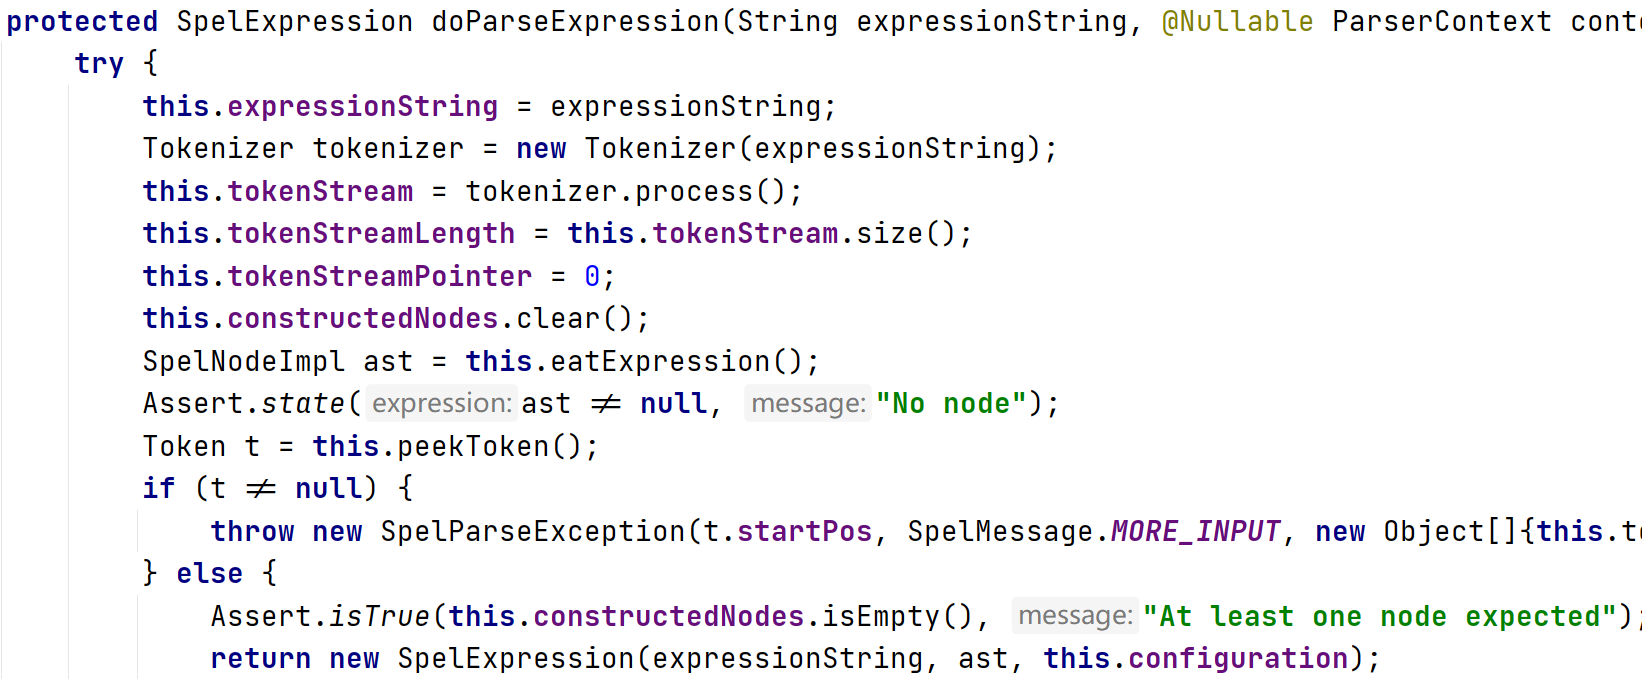 protected SpelExpression doParseExpression(String expressionString, @Nullable ParserContext
try {
this.expressionString = expressionString;
Tokenizer tokenizer = new Tokenizer(expressionString);
this.tokenStream = tokenizer.process();
this.tokenStreamLength = this.tokenStream.size();
this.tokenStreamPointer = 0;
this.constructedNodes.clear();
SpelNodeImpl ast = this.eatExpression();
Assert.state( expression: ast ≠ null, message: "No node");
Token t = this.peekToken();
if (t ≠ null) {
throw new SpelParseException(t.startPos, SpelMessage.MORE_INPUT, new Object[]{this.
} else {
Assert.isTrue(this.constructedNodes.isEmpty(), message: "At least one node expected");
return new SpelExpression(expressionString, ast, this.configuration);